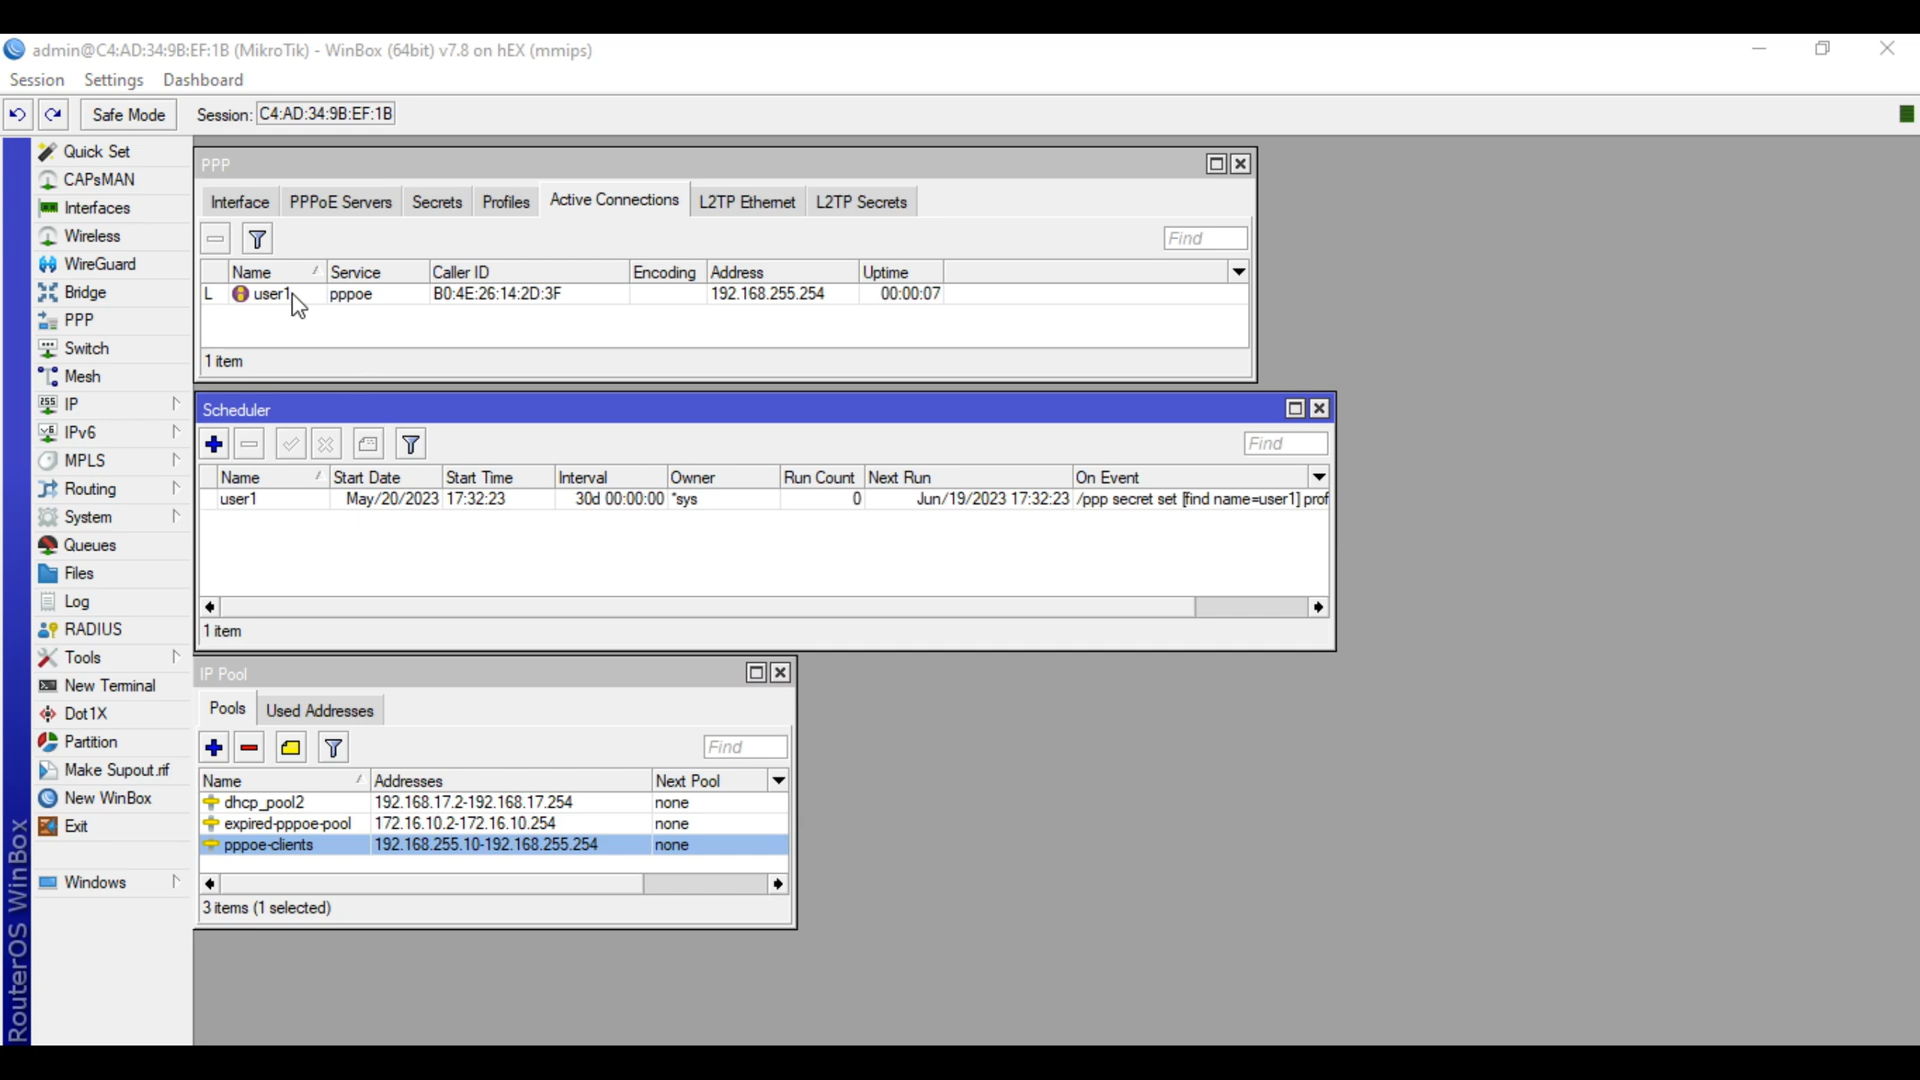 admin@C4:AD:34:9B:EF:1B (MikroTik) - WinBox (64bit) v7.8 on hEX (mmips)
Session Settings Dashboard
Safe Mode Session: C4:AD:34:9B:EF:1B
Quick Set
CAPsMAN
Interfaces
Wireless
WireGuard
Bridge
PPP
Switch
Mesh
IP
IPv6
MPLS
Routing
System
Queues
Files
Log
RADIUS
Tools
New Terminal
Dot1X
Partition
Make Supout.rif
New WinBox
Exit
Windows
RouterOS WinBox
PPP
Interface PPPoE Servers Secrets Profiles Active Connections L2TP Ethernet L2TP Secrets
Find
Name Service Caller ID Encoding Address Uptime
L user1 pppoe B0:4E:26:14:2D:3F 192.168.255.254 00:00:07
1 item
Scheduler
Find
Name Start Date Start Time Interval Owner Run Count Next Run On Event
user1 May/20/2023 17:32:23 30d 00:00:00 *sys 0 Jun/19/2023 17:32:23 /ppp secret set [find name=user1] prof
1 item
IP Pool
Pools Used Addresses
Find
Name Addresses Next Pool
dhcp_pool2 192.168.17.2-192.168.17.254 none
expired-pppoe-pool 172.16.10.2-172.16.10.254 none
pppoe-clients 192.168.255.10-192.168.255.254 none
3 items (1 selected)